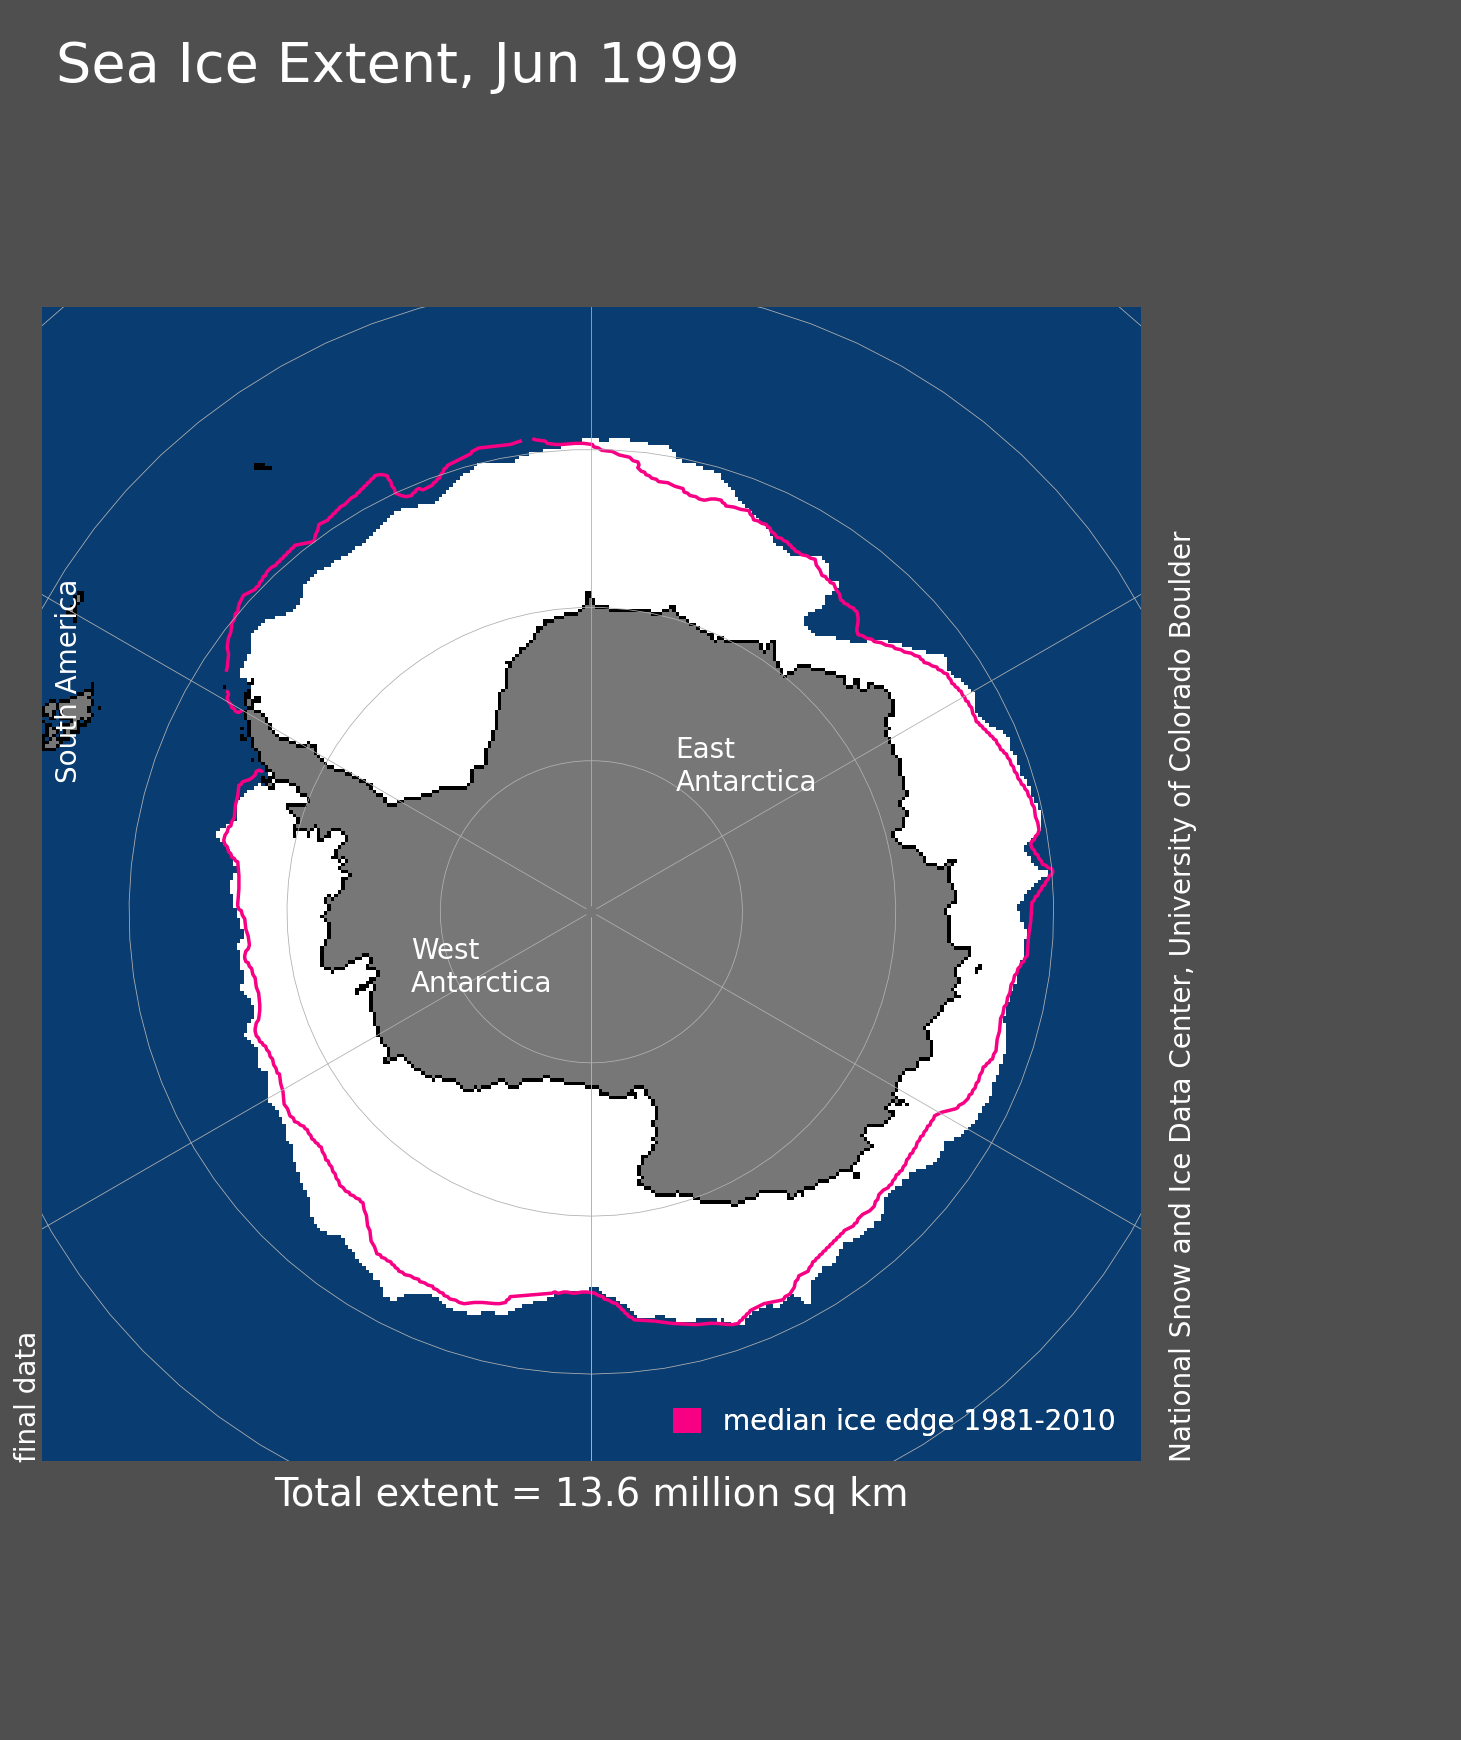 Sea Ice Extent, Jun 1999
South America
East
Antarctica
West
Antarctica
median ice edge 1981-2010
final data
National Snow and Ice Data Center, University of Colorado Boulder
Total extent = 13.6 million sq km